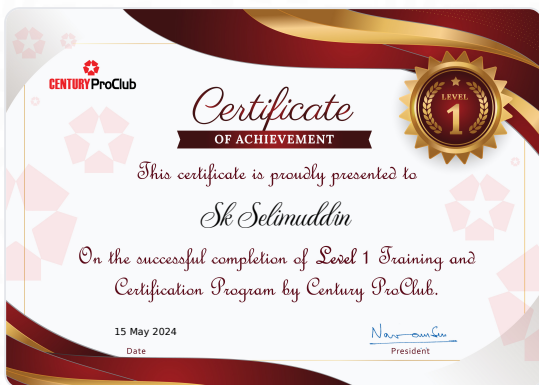 CENTURY ProClub
LEVEL
1
Certificate
OF ACHIEVEMENT
This certificate is proudly presented to
Sk Selimuddin
On the successful completion of Level 1 Training and
Certification Program by Century ProClub.
15 May 2024
Date
President